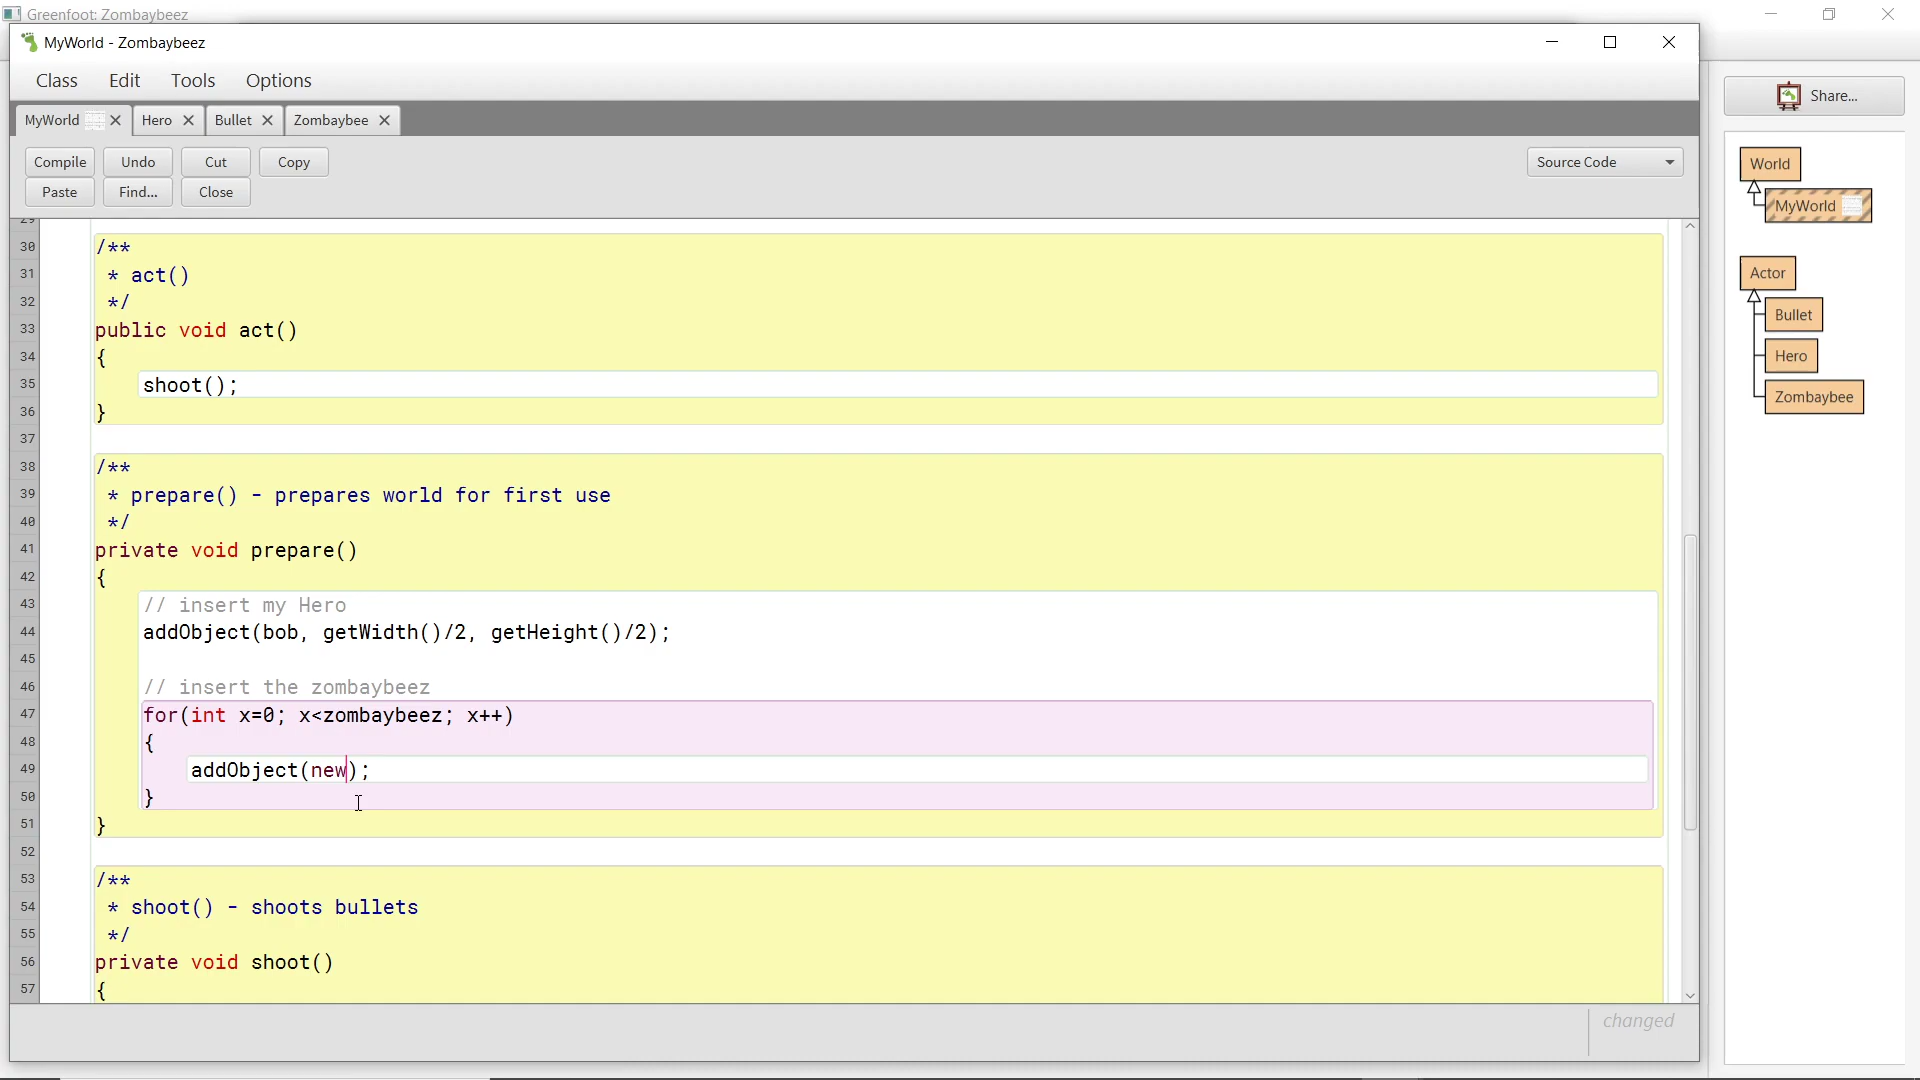 Greenfoot: Zombaybeez
MyWorld - Zombaybeez
Class Edit Tools Options
MyWorld Hero Bullet Zombaybee
Compile Undo Cut Copy
Paste Find... Close
Source Code
Share...
World
MyWorld
Actor
Bullet
Hero
Zombaybee
29
30 /**
31 * act()
32 */
33 public void act()
34 {
35 shoot();
36 }
37
38 /**
39 * prepare() - prepares world for first use
40 */
41 private void prepare()
42 {
43 // insert my Hero
44 addObject(bob, getWidth()/2, getHeight()/2);
45
46 // insert the zombaybeez
47 for(int x=0; x<zombaybeez; x++)
48 {
49 addObject(new);
50 }
51 }
52
53 /**
54 * shoot() - shoots bullets
55 */
56 private void shoot()
57 {
changed